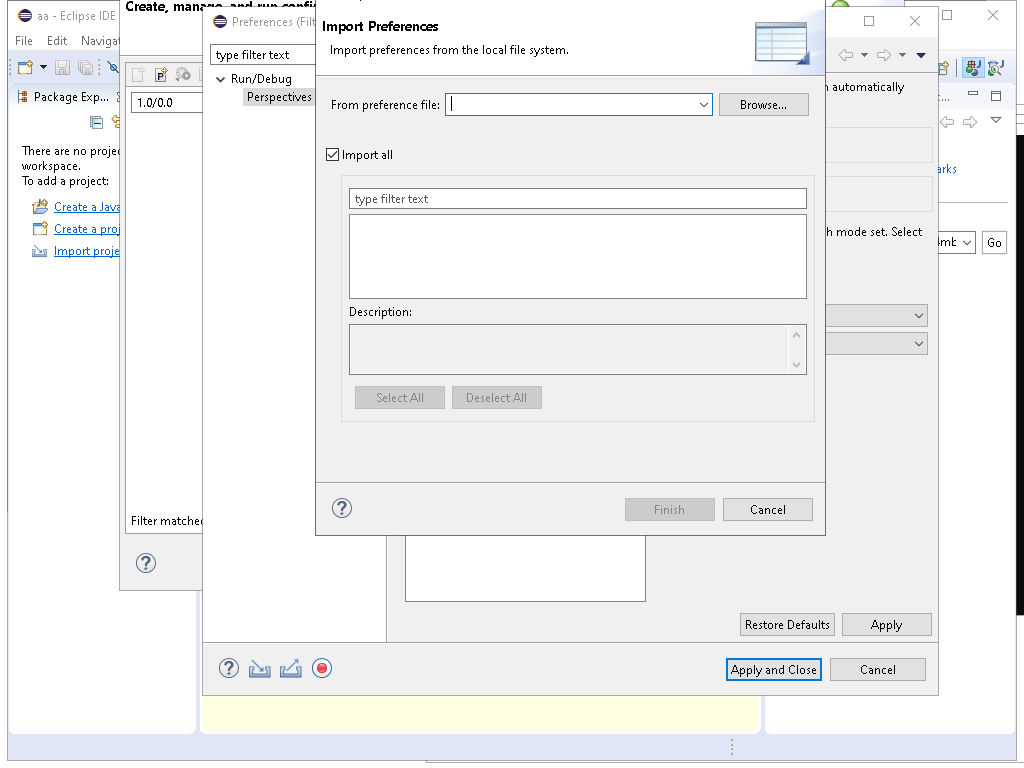 aa - Eclipse IDE
File Edit Navigat
Package Exp...
There are no projec
workspace.
To add a project:
Create a Java
Create a proj
Import proje
Create, manage, and run confi
1.0/0.0
Filter matched
Preferences (Filt
type filter text
Run/Debug
Perspectives
Import Preferences
Import preferences from the local file system.
From preference file:
Browse...
Import all
type filter text
Description:
Select All
Deselect All
Finish
Cancel
automatically
h mode set. Select
Restore Defaults
Apply
Apply and Close
Cancel
arks
Go